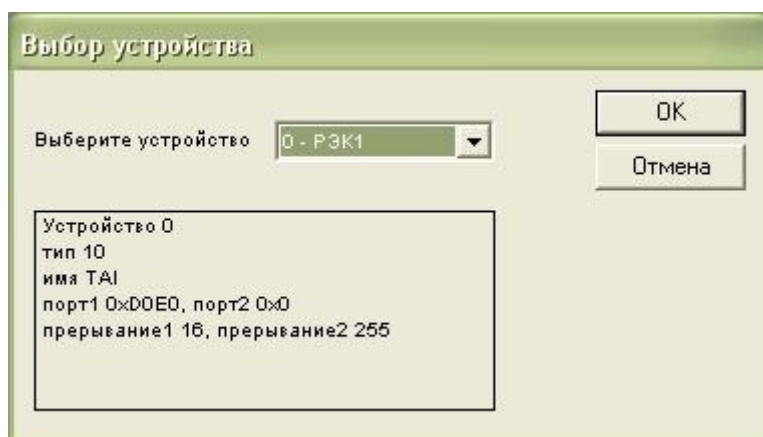 Выбор устройства
Выберите устройство
0 - РЭК1
OK
Отмена
Устройство 0
тип 10
имя TAI
порт1 0xD0E0, порт2 0x0
прерывание1 16, прерывание2 255